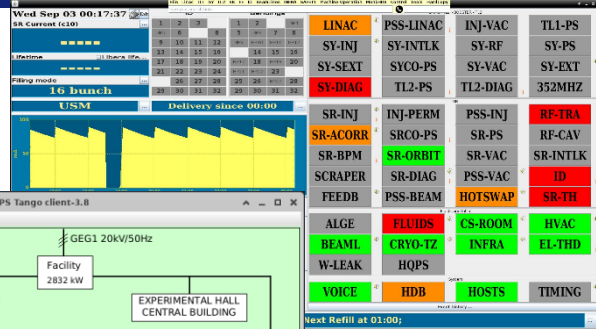 Wed Sep 03 00:17:37
SR Current (c10)
Lifetime
Filling mode
16 bunch
USM
Delivery since 00:00
LINAC PSS-LINAC INJ-VAC TL1-PS
SY-INJ SY-INTLK SY-RF SY-PS
SY-SEXT SYCO-PS SY-VAC SY-EXT
SY-DIAG TL2-PS TL2-DIAG 352MHZ
SR-INJ INJ-PERM PSS-INJ RF-TRA
SR-ACORR SRCO-PS SR-PS RF-CAV
SR-BPM SR-ORBIT SR-VAC SR-INTLK
SCRAPER SR-DIAG PSS-VAC ID
FEEDB PSS-BEAM HOTSWAP SR-TH
ALGE FLUIDS CS-ROOM HVAC
BEAML CRYO-TZ INFRA EL-THD
W-LEAK HQPS
VOICE HDB HOSTS TIMING
Next Refill at 01:00;
PS Tango client-3.8
GEG1 20kV/50Hz
Facility
2832 kW
EXPERIMENTAL HALL
CENTRAL BUILDING